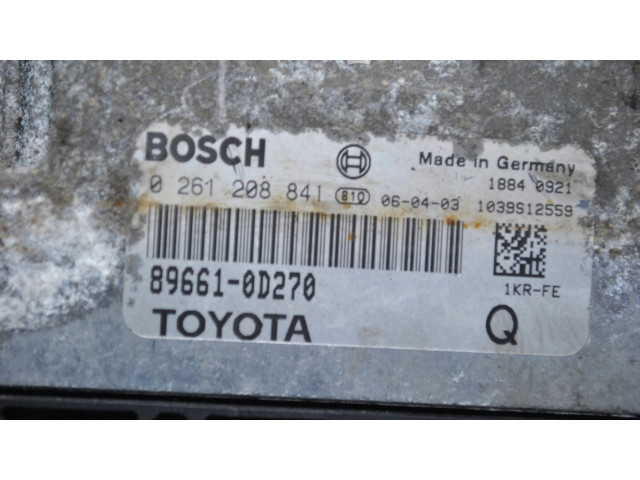 BOSCH
Made in Germany
1884 0921
0 261 208 841 810 06-04-03 1039S12559
89661-0D270
1KR-FE
TOYOTA
Q